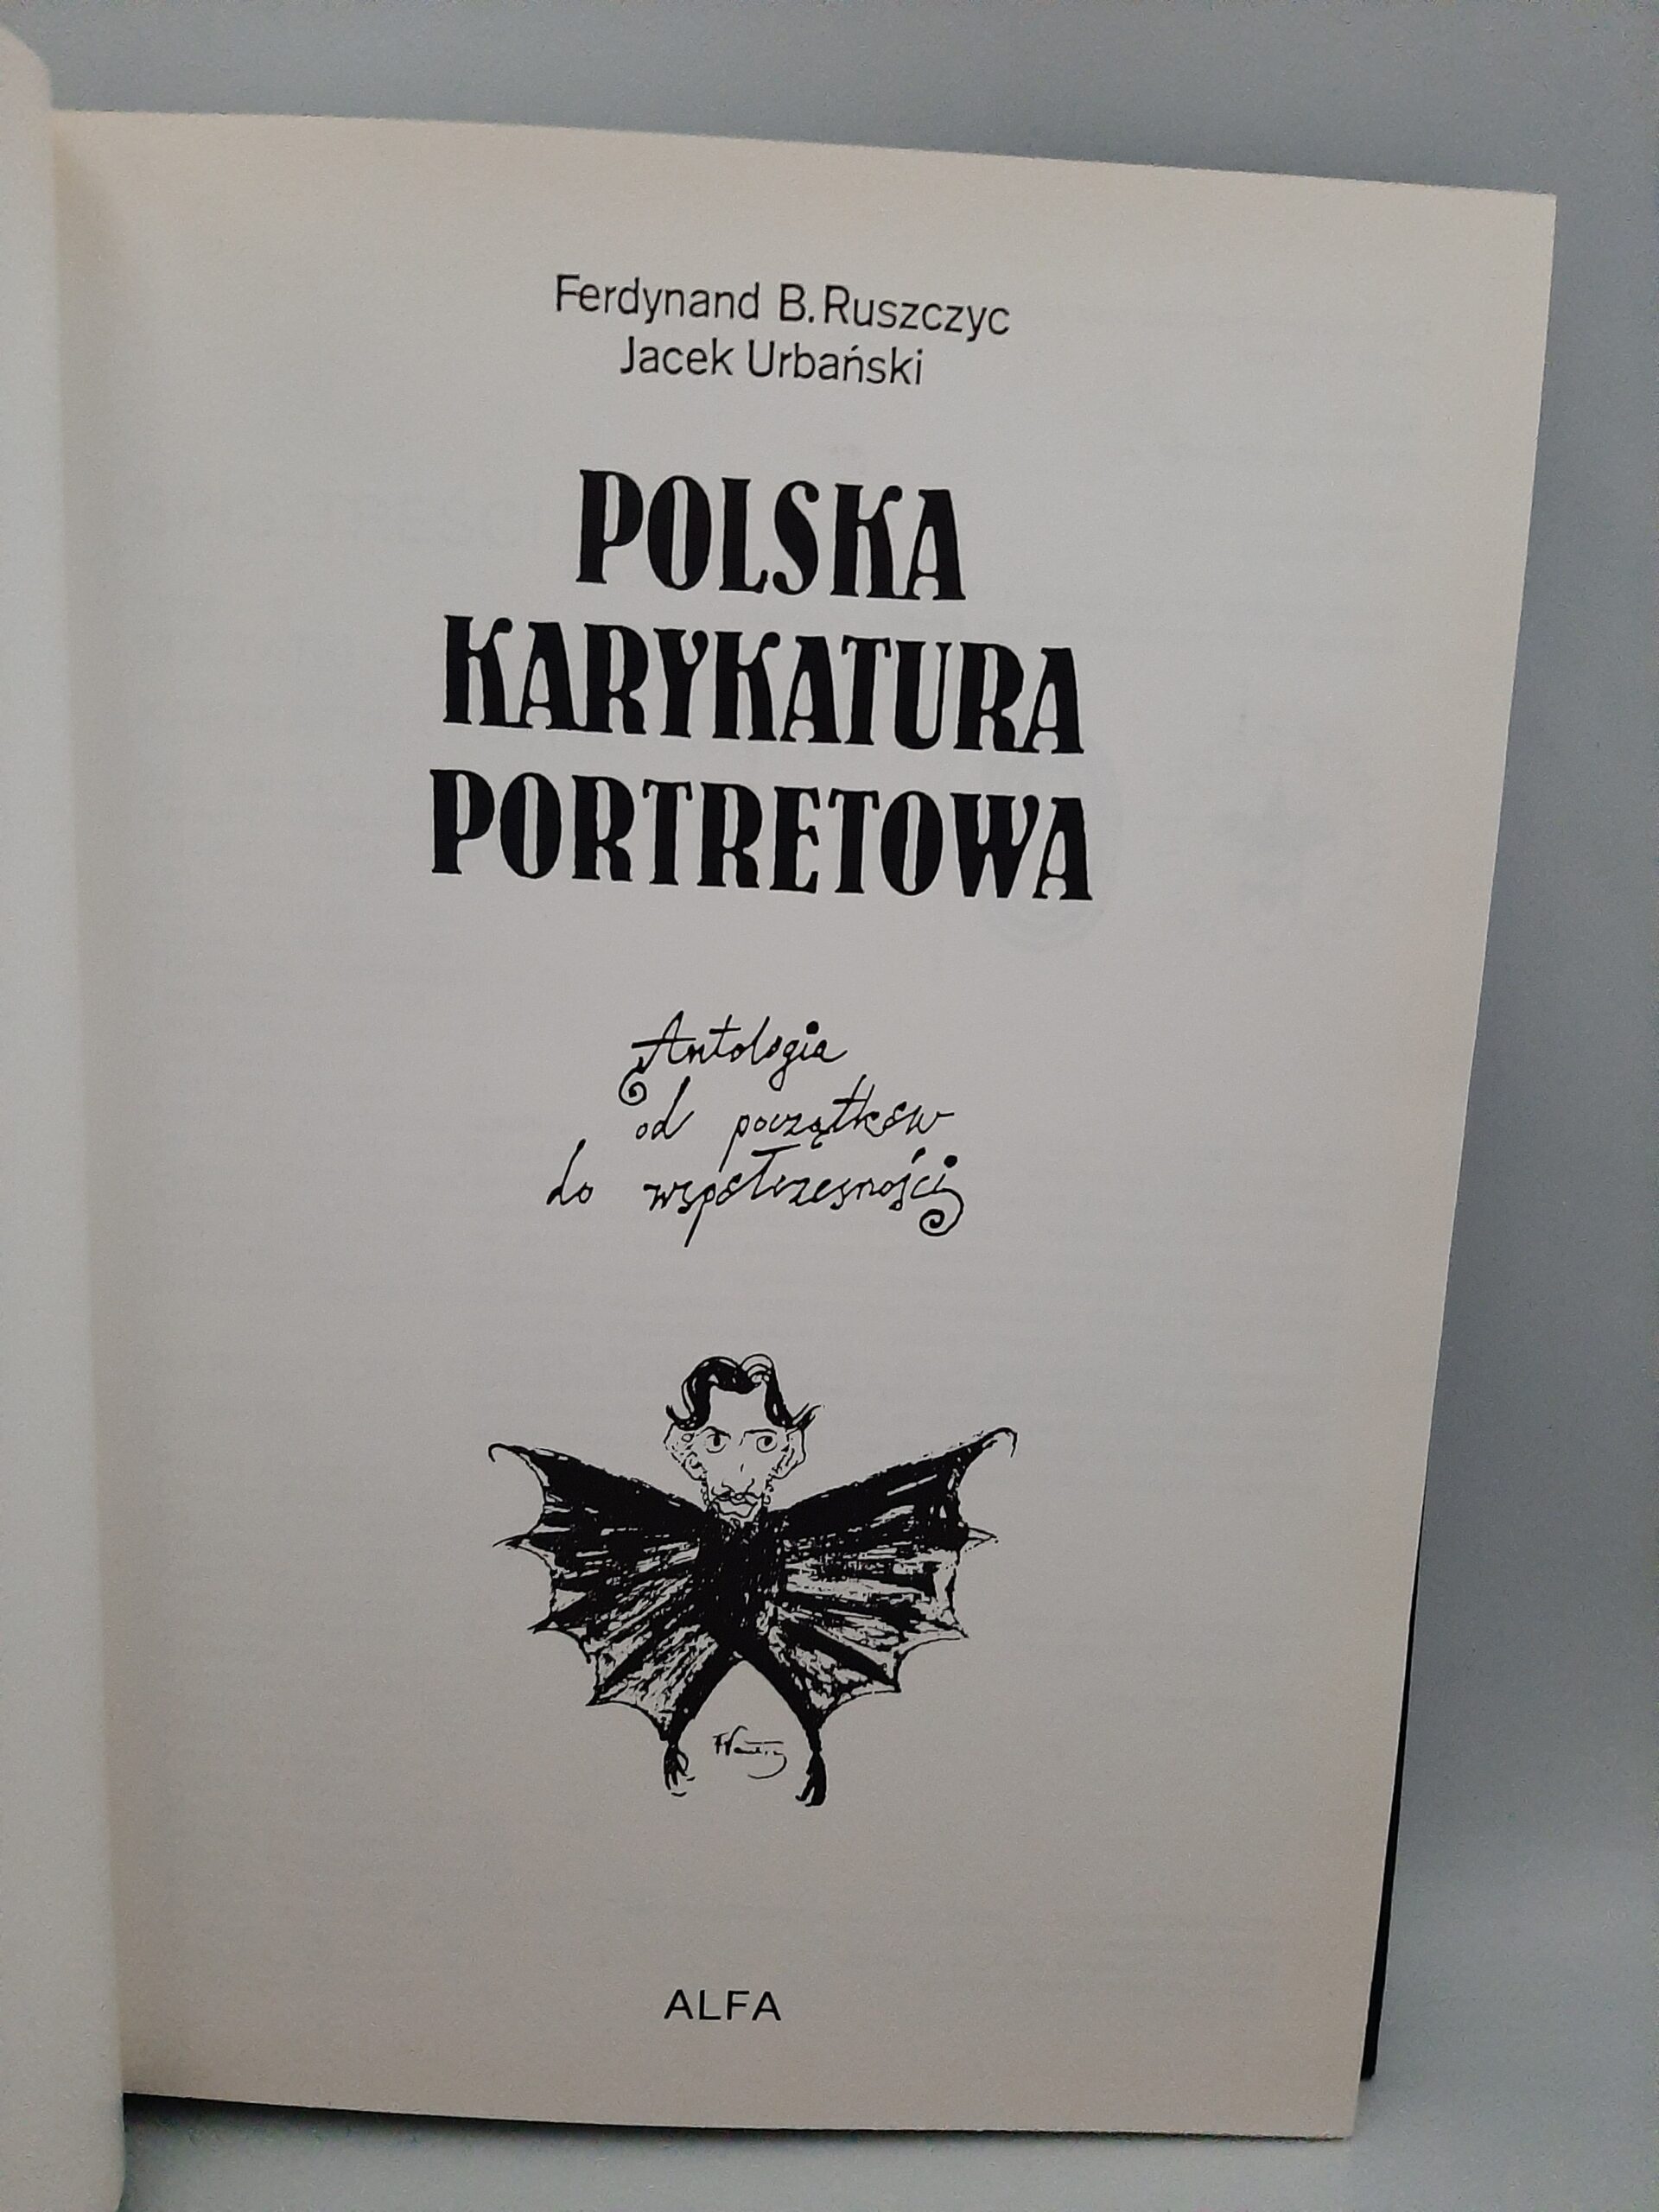 Ferdynand B. Ruszczyc
Jacek Urbański
POLSKA
KARYKATURA
PORTRETOWA
Antologia
od początków
do współczesności
ALFA